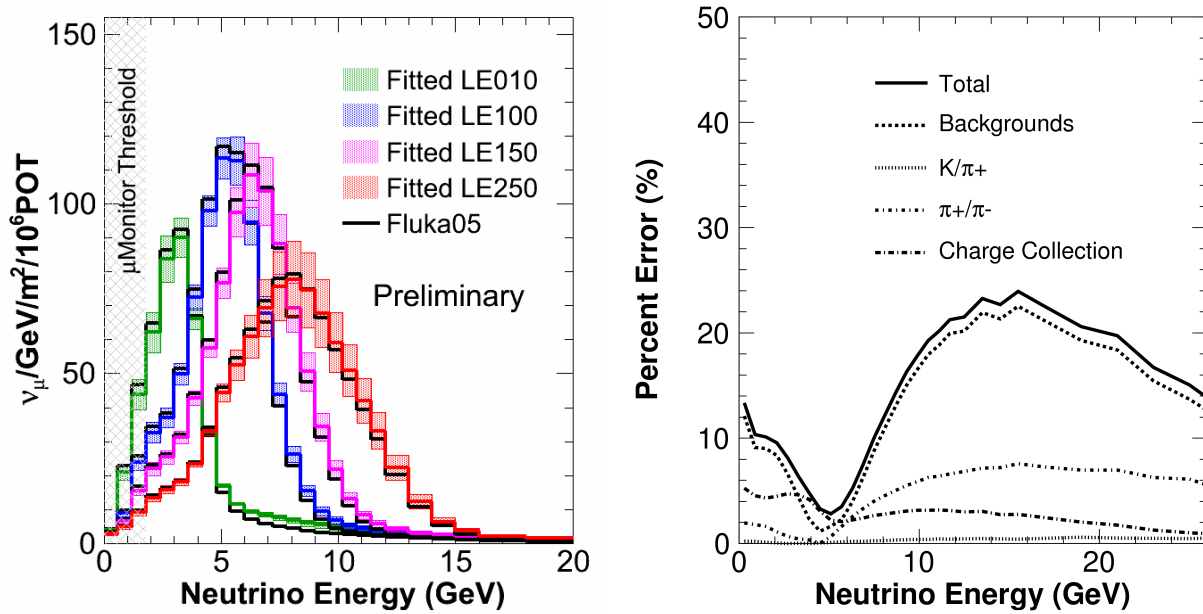 150
100
50
0
ν_μ/GeV/m²/10⁶POT
μMonitor Threshold
Fitted LE010
Fitted LE100
Fitted LE150
Fitted LE250
Fluka05
Preliminary
0 5 10 15 20
Neutrino Energy (GeV)
50
40
30
20
10
0
Percent Error (%)
Total
Backgrounds
K/π+
π+/π-
Charge Collection
0 10 20
Neutrino Energy (GeV)